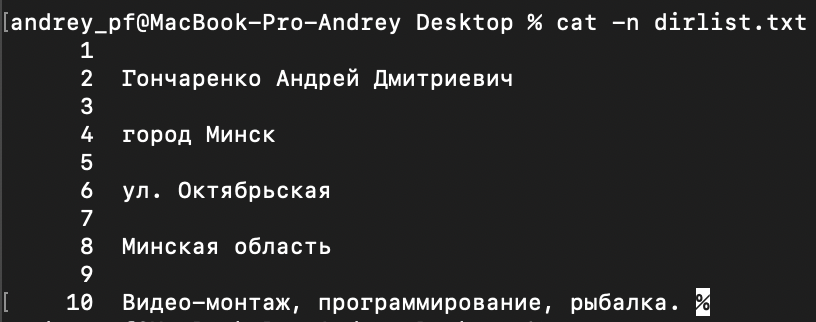 [andrey_pf@MacBook-Pro-Andrey Desktop % cat -n dirlist.txt
1
2 Гончаренко Андрей Дмитриевич
3
4 город Минск
5
6 ул. Октябрьская
7
8 Минская область
9
[ 10 Видео-монтаж, программирование, рыбалка. %